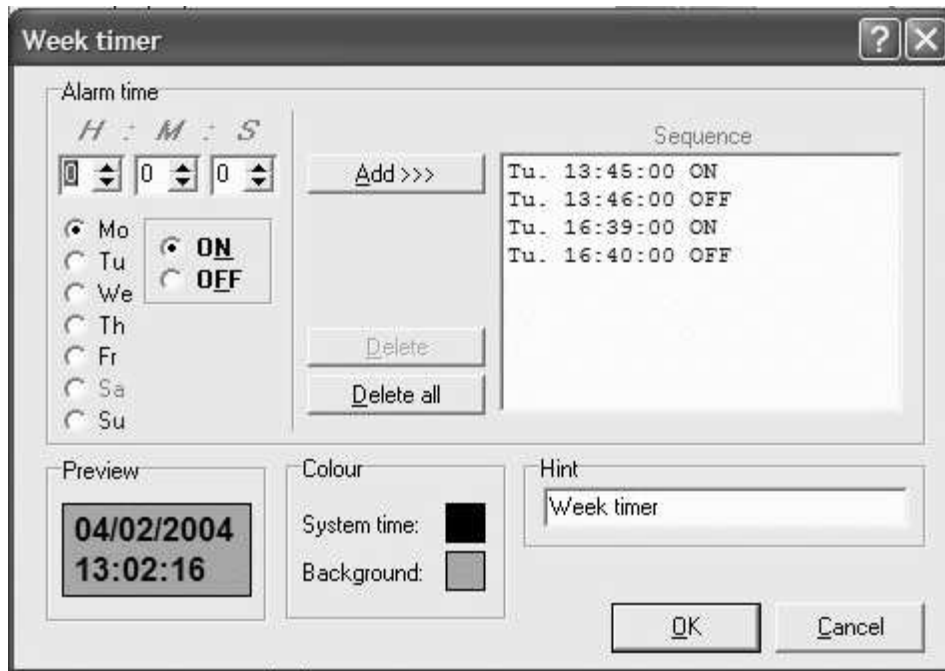 Week timer
Alarm time
H : M : S
0 0 0
Mo
Tu
We
Th
Fr
Sa
Su
ON
OFF
Add >>>
Delete
Delete all
Sequence
Tu. 13:45:00 ON
Tu. 13:46:00 OFF
Tu. 16:39:00 ON
Tu. 16:40:00 OFF
Preview
04/02/2004
13:02:16
Colour
System time:
Background:
Hint
Week timer
OK
Cancel